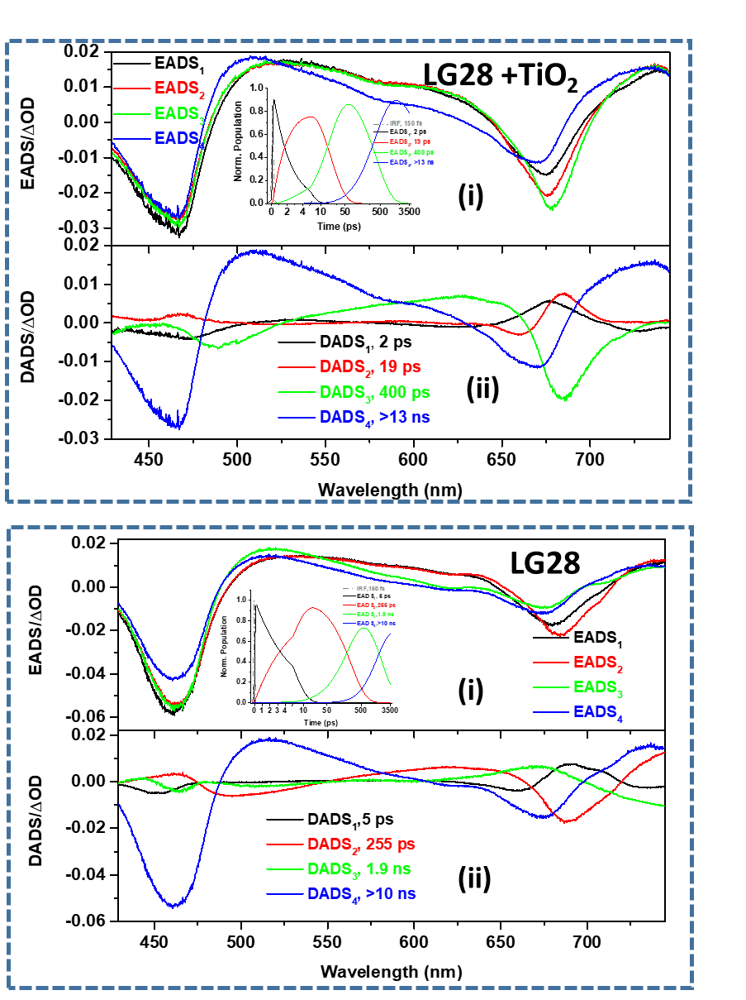 0.02
0.01
0.00
-0.01
-0.02
-0.03
EADS/ΔOD
EADS₁
EADS₂
EADS₃
EADS₄
LG28 +TiO₂
(i)
Norm. Population
1.0
0.8
0.6
0.4
0.2
0.0
IRF, 150 fs
EADS₁, 2 ps
EADS₂, 19 ps
EADS₃, 400 ps
EADS₄, >13 ns
0 2 4 10 50 500 3500
Time (ps)
0.02
0.01
0.00
-0.01
-0.02
-0.03
DADS/ΔOD
DADS₁, 2 ps
DADS₂, 19 ps
DADS₃, 400 ps
DADS₄, >13 ns
(ii)
450 500 550 600 650 700
Wavelength (nm)
0.02
0.00
-0.02
-0.04
-0.06
EADS/ΔOD
LG28
(i)
EADS₁
EADS₂
EADS₃
EADS₄
Norm. Population
1.0
0.8
0.6
0.4
0.2
0.0
0 1 2 3 4 10 50 500 3500
Time (ps)
0.02
0.00
-0.02
-0.04
-0.06
DADS/ΔOD
DADS₁,5 ps
DADS₂, 255 ps
DADS₃, 1.9 ns
DADS₄, >10 ns
(ii)
450 500 550 600 650 700
Wavelength (nm)